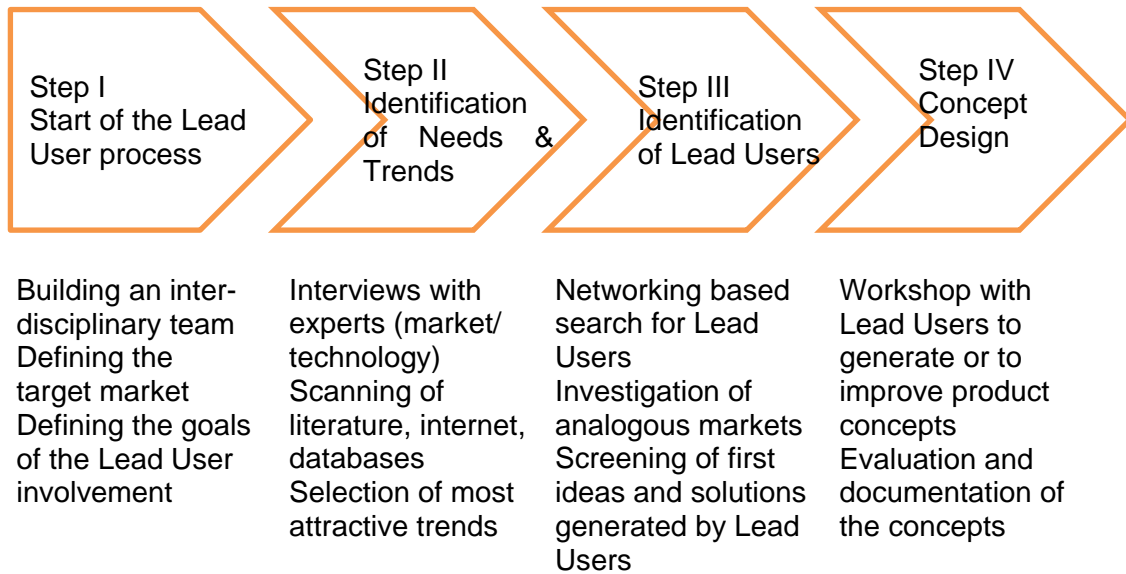 Step I
Start of the Lead
User process
Step II
Identification
of Needs &
Trends
Step III
Identification
of Lead Users
Step IV
Concept
Design
Building an inter-
disciplinary team
Defining the
target market
Defining the goals
of the Lead User
involvement
Interviews with
experts (market/
technology)
Scanning of
literature, internet,
databases
Selection of most
attractive trends
Networking based
search for Lead
Users
Investigation of
analogous markets
Screening of first
ideas and solutions
generated by Lead
Users
Workshop with
Lead Users to
generate or to
improve product
concepts
Evaluation and
documentation of
the concepts